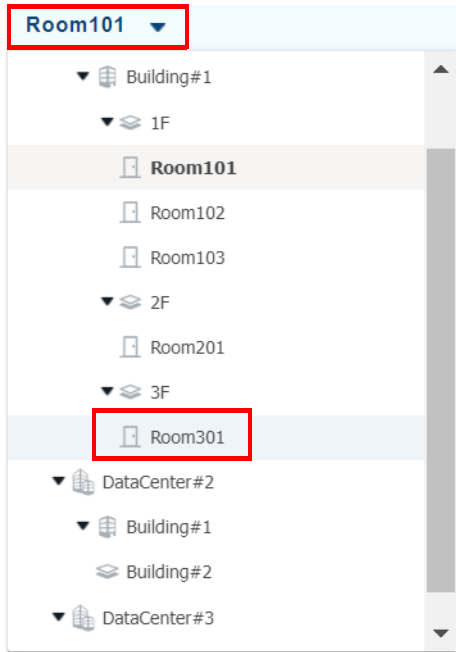 Room101
Building#1
1F
Room101
Room102
Room103
2F
Room201
3F
Room301
DataCenter#2
Building#1
Building#2
DataCenter#3